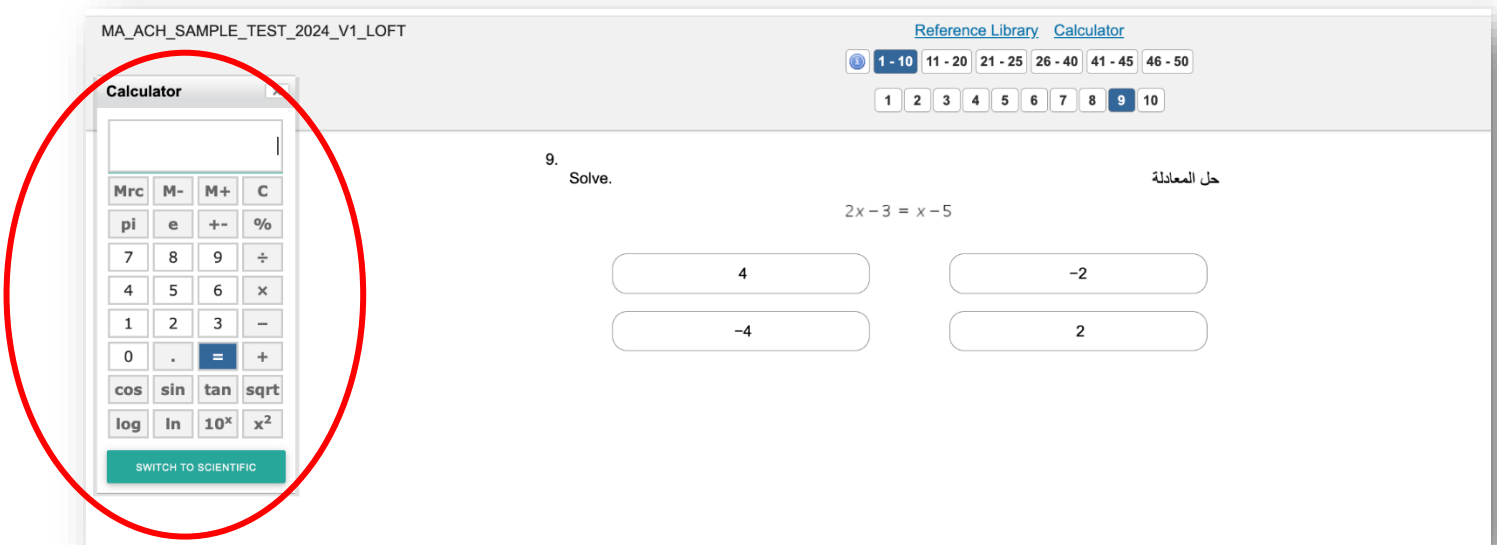 MA_ACH_SAMPLE_TEST_2024_V1_LOFT
Reference Library Calculator
1 - 10 11 - 20 21 - 25 26 - 40 41 - 45 46 - 50
1 2 3 4 5 6 7 8 9 10
Calculator
Mrc M- M+ C
pi e +- %
7 8 9 ÷
4 5 6 ×
1 2 3 −
0 . = +
cos sin tan sqrt
log ln 10ˣ x²
SWITCH TO SCIENTIFIC
9.
Solve. حل المعادلة
2x − 3 = x − 5
4 −2
−4 2